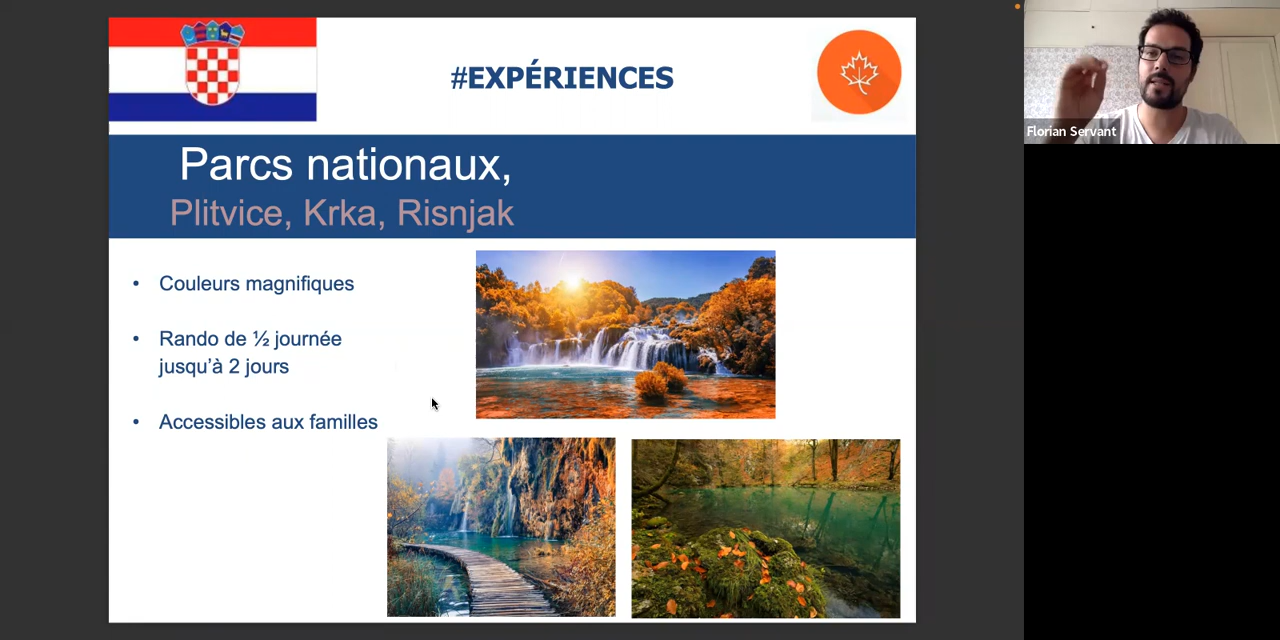 #EXPÉRIENCES
Parcs nationaux,
Plitvice, Krka, Risnjak
• Couleurs magnifiques
• Rando de ½ journée
jusqu'à 2 jours
• Accessibles aux familles
Florian Servant